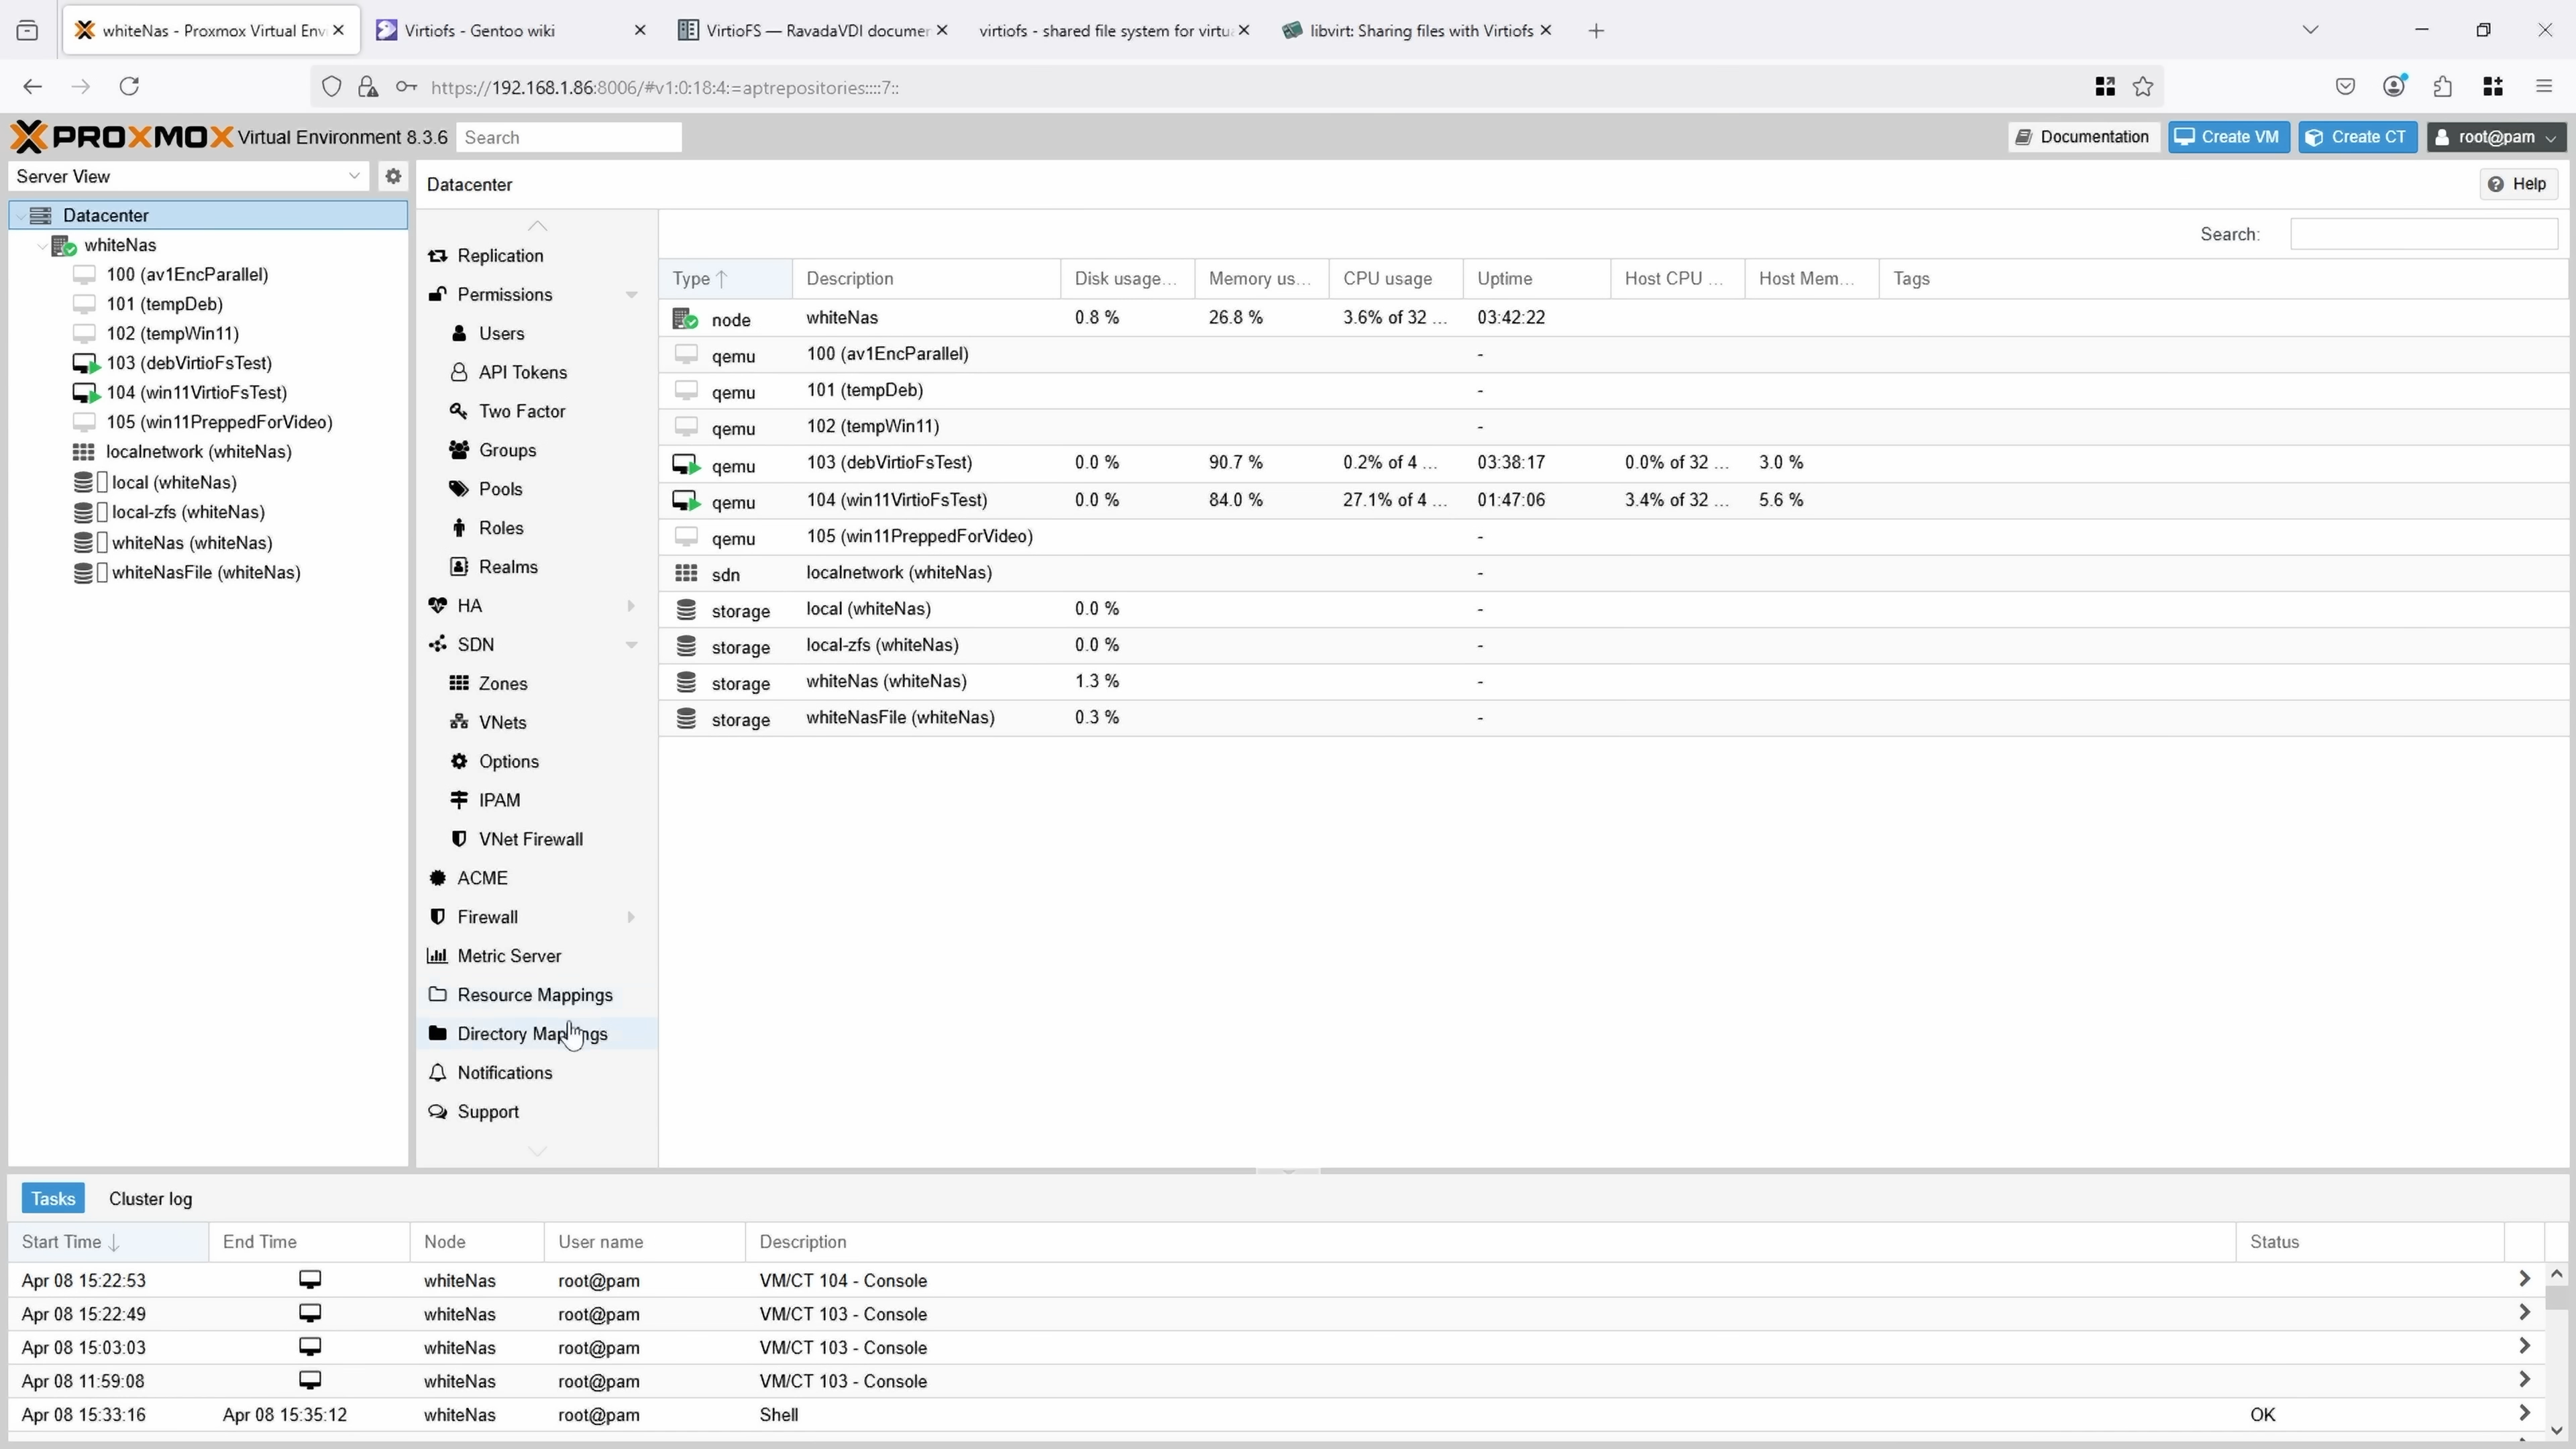 whiteNas - Proxmox Virtual Env
Virtiofs - Gentoo wiki
VirtioFS — RavadaVDI documen
virtiofs - shared file system for virtu
libvirt: Sharing files with Virtiofs
https://192.168.1.86:8006/#v1:0:18:4:=aptrepositories::::7::
PROXMOX Virtual Environment 8.3.6
Search
Documentation
Create VM
Create CT
root@pam
Server View
Datacenter
whiteNas
100 (av1EncParallel)
101 (tempDeb)
102 (tempWin11)
103 (debVirtioFsTest)
104 (win11VirtioFsTest)
105 (win11PreppedForVideo)
localnetwork (whiteNas)
local (whiteNas)
local-zfs (whiteNas)
whiteNas (whiteNas)
whiteNasFile (whiteNas)
Datacenter
Help
Replication
Permissions
Users
API Tokens
Two Factor
Groups
Pools
Roles
Realms
HA
SDN
Zones
VNets
Options
IPAM
VNet Firewall
ACME
Firewall
Metric Server
Resource Mappings
Directory Mappings
Notifications
Support
Search:
Type Description Disk usage... Memory us... CPU usage Uptime Host CPU ... Host Mem... Tags
node whiteNas 0.8 % 26.8 % 3.6% of 32 ... 03:42:22
qemu 100 (av1EncParallel) -
qemu 101 (tempDeb) -
qemu 102 (tempWin11) -
qemu 103 (debVirtioFsTest) 0.0 % 90.7 % 0.2% of 4 ... 03:38:17 0.0% of 32 ... 3.0 %
qemu 104 (win11VirtioFsTest) 0.0 % 84.0 % 27.1% of 4 ... 01:47:06 3.4% of 32 ... 5.6 %
qemu 105 (win11PreppedForVideo) -
sdn localnetwork (whiteNas) -
storage local (whiteNas) 0.0 % -
storage local-zfs (whiteNas) 0.0 % -
storage whiteNas (whiteNas) 1.3 % -
storage whiteNasFile (whiteNas) 0.3 % -
Tasks Cluster log
Start Time End Time Node User name Description Status
Apr 08 15:22:53 whiteNas root@pam VM/CT 104 - Console
Apr 08 15:22:49 whiteNas root@pam VM/CT 103 - Console
Apr 08 15:03:03 whiteNas root@pam VM/CT 103 - Console
Apr 08 11:59:08 whiteNas root@pam VM/CT 103 - Console
Apr 08 15:33:16 Apr 08 15:35:12 whiteNas root@pam Shell OK